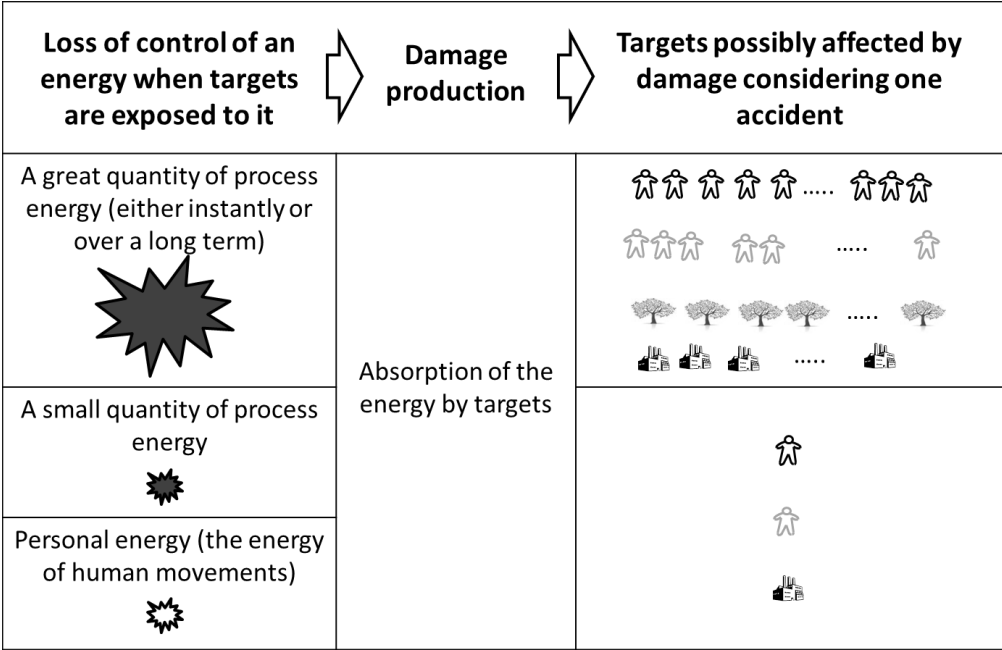 Loss of control of an
energy when targets
are exposed to it
Damage
production
Targets possibly affected by
damage considering one
accident
A great quantity of process
energy (either instantly or
over a long term)
.....
.....
.....
.....
Absorption of the
energy by targets
A small quantity of process
energy
Personal energy (the energy
of human movements)